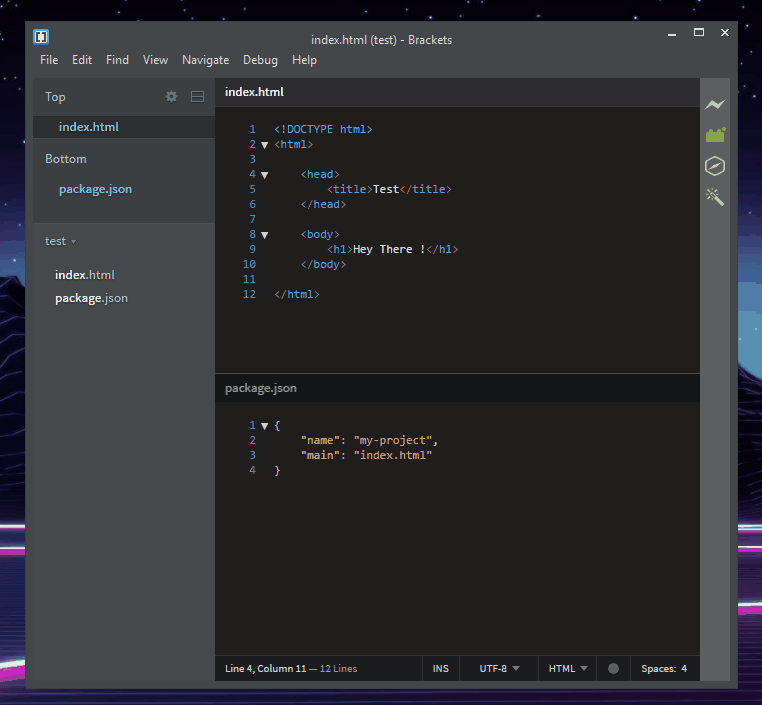 index.html (test) - Brackets
File Edit Find View Navigate Debug Help
Top
index.html
Bottom
package.json
test
index.html
package.json
index.html
1 <!DOCTYPE html>
2 <html>
3
4 <head>
5 <title>Test</title>
6 </head>
7
8 <body>
9 <h1>Hey There !</h1>
10 </body>
11
12 </html>
package.json
1 {
2 "name": "my-project",
3 "main": "index.html"
4 }
Line 4, Column 11 — 12 Lines INS UTF-8 HTML Spaces: 4